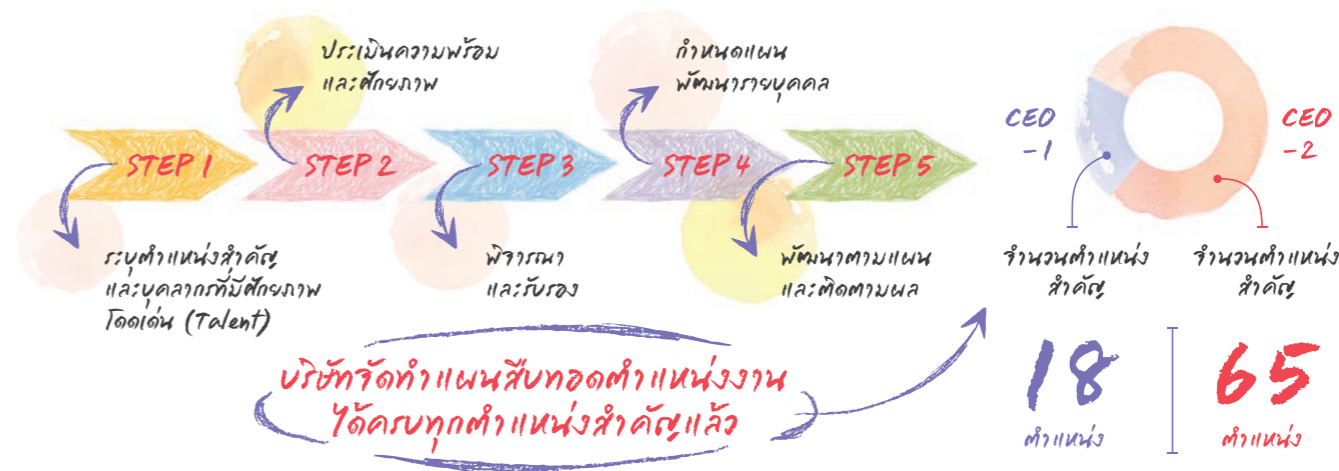 ประเมินความพร้อม
และศักยภาพ
กำหนดแผน
พัฒนารายบุคคล
STEP 1
STEP 2
STEP 3
STEP 4
STEP 5
ระบุตำแหน่งสำคัญ
และบุคลากรที่มีศักยภาพ
โดดเด่น (Talent)
พิจารณา
และรับรอง
พัฒนาตามแผน
และติดตามผล
บริษัทจัดทำแผนสืบทอดตำแหน่งงาน
ได้ครบทุกตำแหน่งสำคัญแล้ว
CEO
-1
CEO
-2
จำนวนตำแหน่ง
สำคัญ
18
ตำแหน่ง
จำนวนตำแหน่ง
สำคัญ
65
ตำแหน่ง